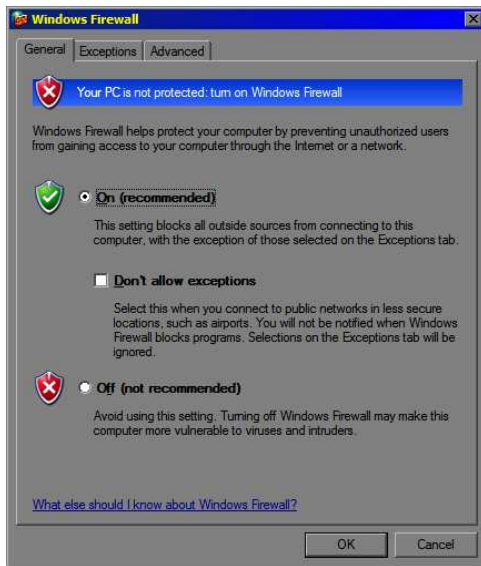 Windows Firewall
General
Exceptions
Advanced
Your PC is not protected: turn on Windows Firewall
Windows Firewall helps protect your computer by preventing unauthorized users
from gaining access to your computer through the Internet or a network.
On (recommended)
This setting blocks all outside sources from connecting to this
computer, with the exception of those selected on the Exceptions tab.
Don't allow exceptions
Select this when you connect to public networks in less secure
locations, such as airports. You will not be notified when Windows
Firewall blocks programs. Selections on the Exceptions tab will be
ignored.
Off (not recommended)
Avoid using this setting. Turning off Windows Firewall may make this
computer more vulnerable to viruses and intruders.
What else should I know about Windows Firewall?
OK
Cancel